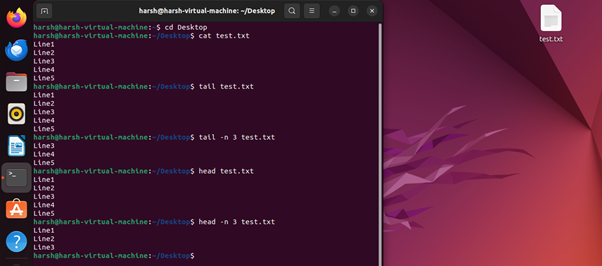 harsh@harsh-virtual-machine: ~/Desktop
harsh@harsh-virtual-machine:~$ cd Desktop
harsh@harsh-virtual-machine:~/Desktop$ cat test.txt
Line1
Line2
Line3
Line4
Line5
harsh@harsh-virtual-machine:~/Desktop$ tail test.txt
Line1
Line2
Line3
Line4
Line5
harsh@harsh-virtual-machine:~/Desktop$ tail -n 3 test.txt
Line3
Line4
Line5
harsh@harsh-virtual-machine:~/Desktop$ head test.txt
Line1
Line2
Line3
Line4
Line5
harsh@harsh-virtual-machine:~/Desktop$ head -n 3 test.txt
Line1
Line2
Line3
harsh@harsh-virtual-machine:~/Desktop$
test.txt